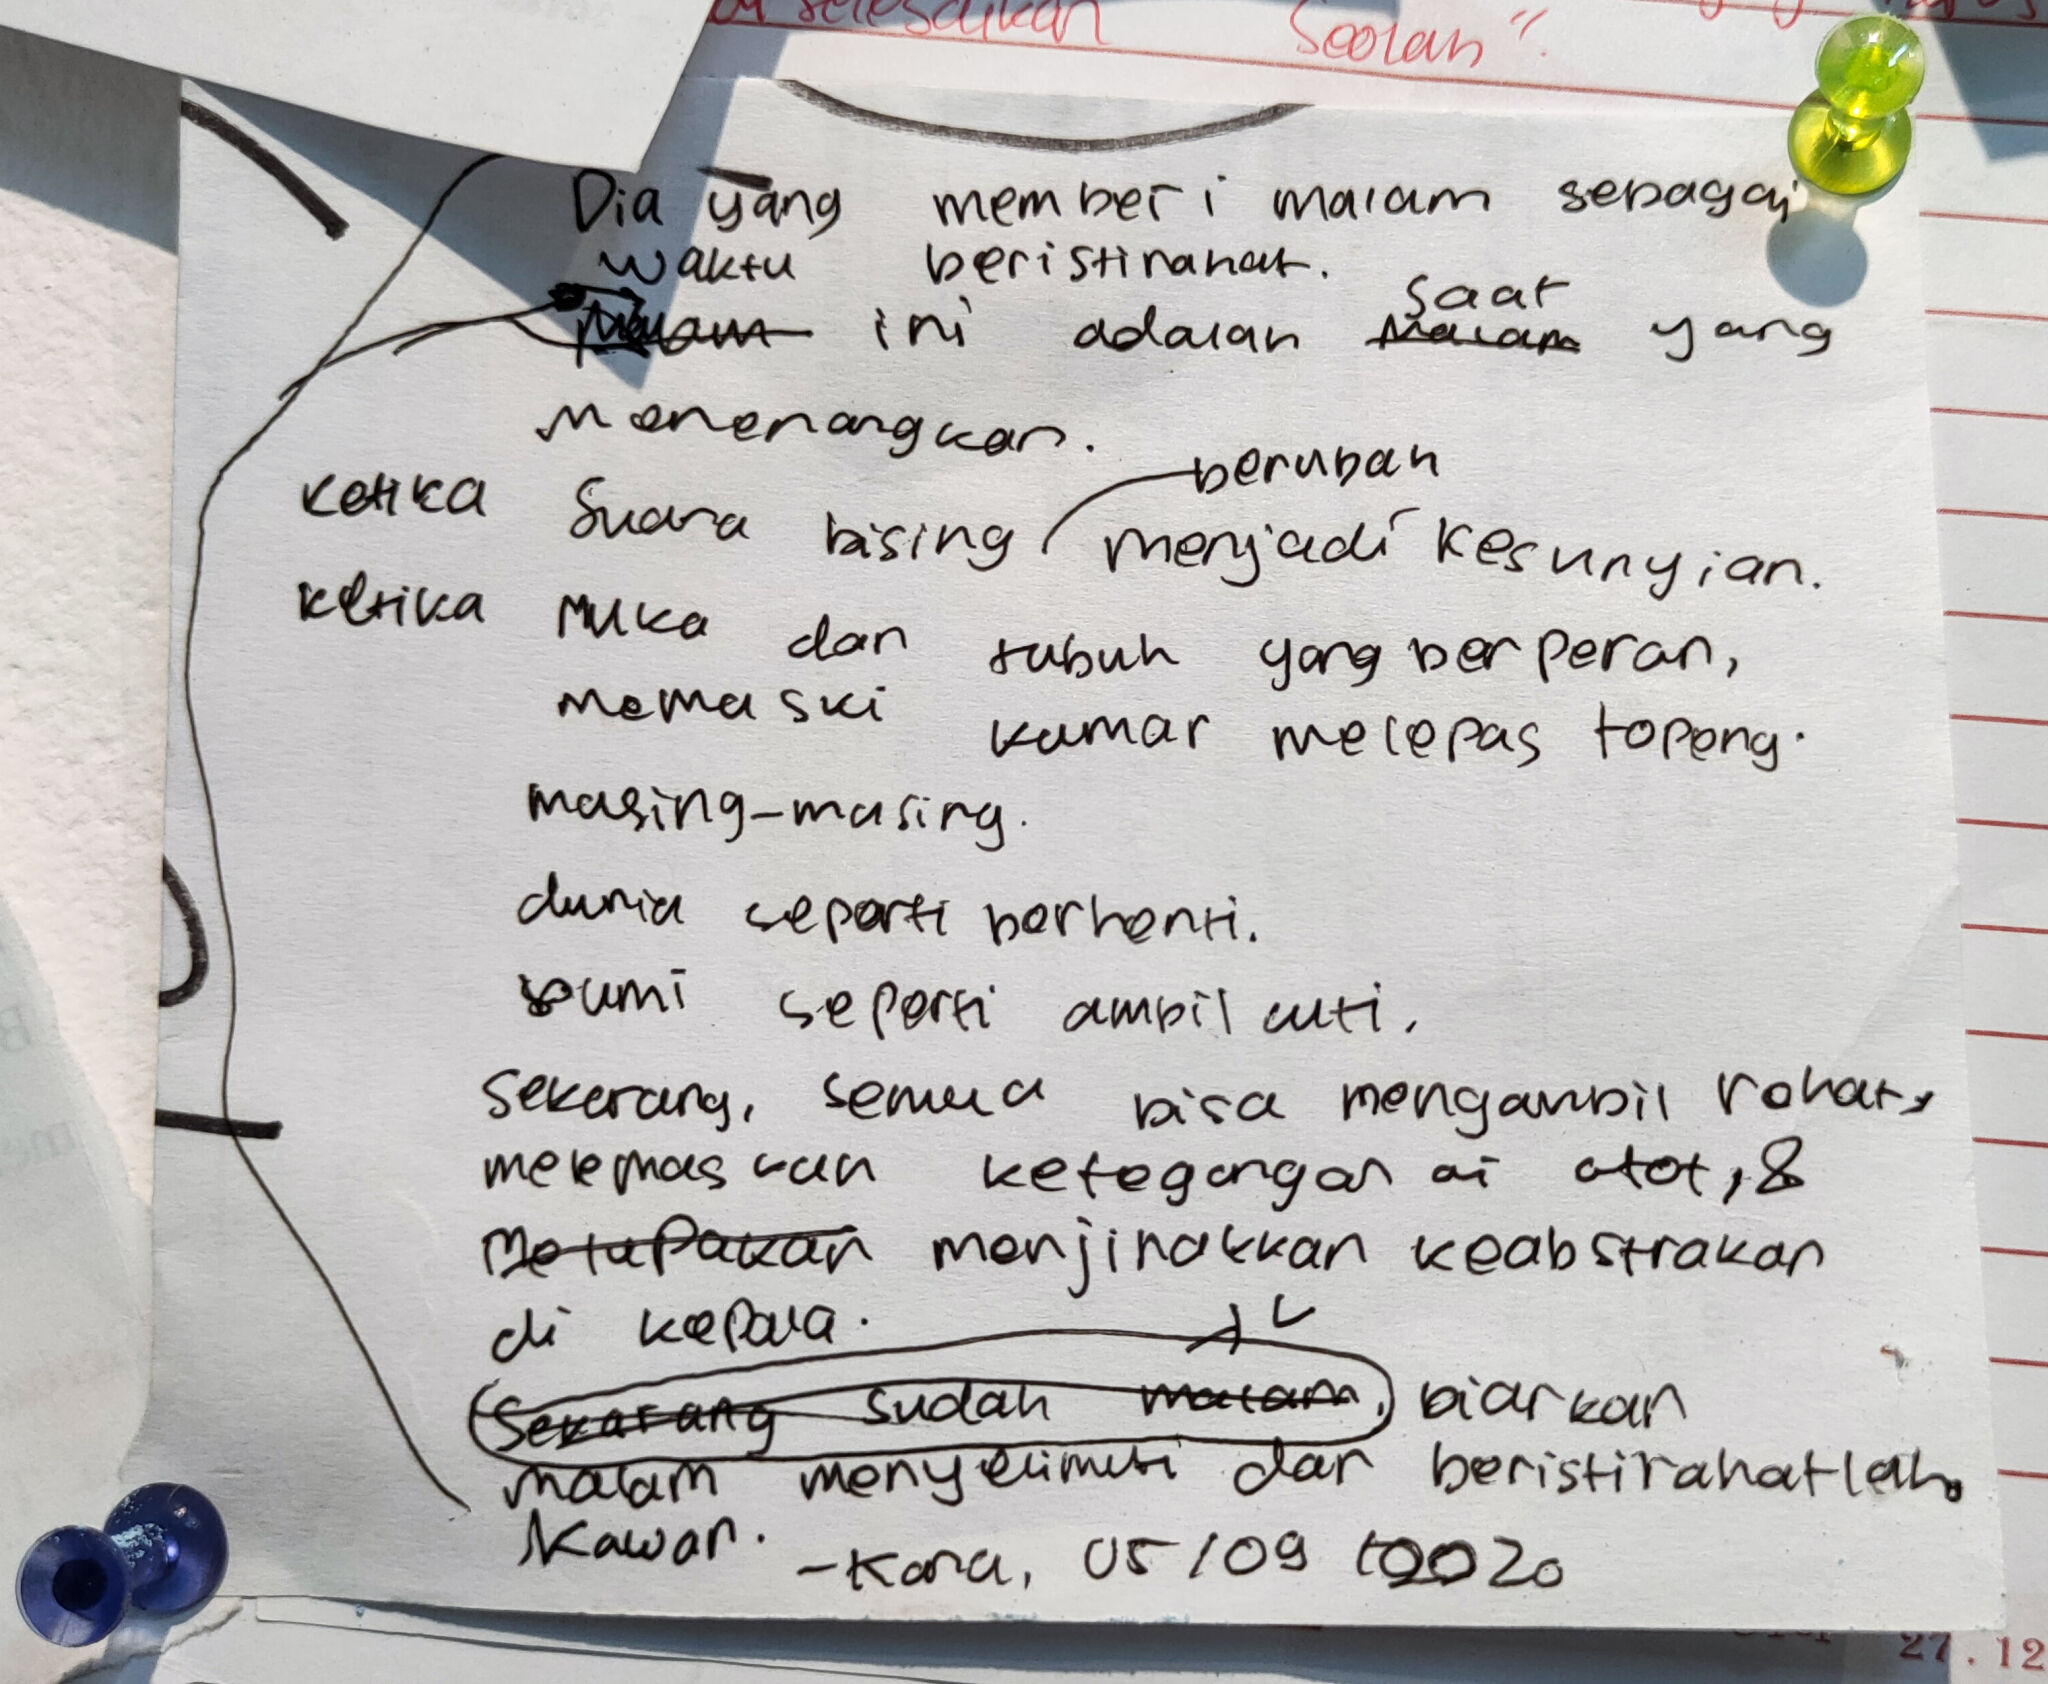 selesaikan Seolah".
Dia yang memberi malam sebagai
waktu beristirahat.
Malam ini adalah Malam saat yang
menenangkan.
ketika suara bising berubah menjadi kesunyian.
ketika muka dan tubuh yang berperan,
memaski kamar melepas topeng.
masing-masing.
dunia seperti berhenti.
bumi seperti ambil cuti.
Sekarang, semua bisa mengambil rehat,
melemaskan ketegangan di otot, &
Melupakan menjinakkan keabstrakan
di kepala.
Sekarang sudah malam, biarkan
malam menyelimuti dan beristirahatlah,
Kawan.
-Kara, 05/09 2020
27.12